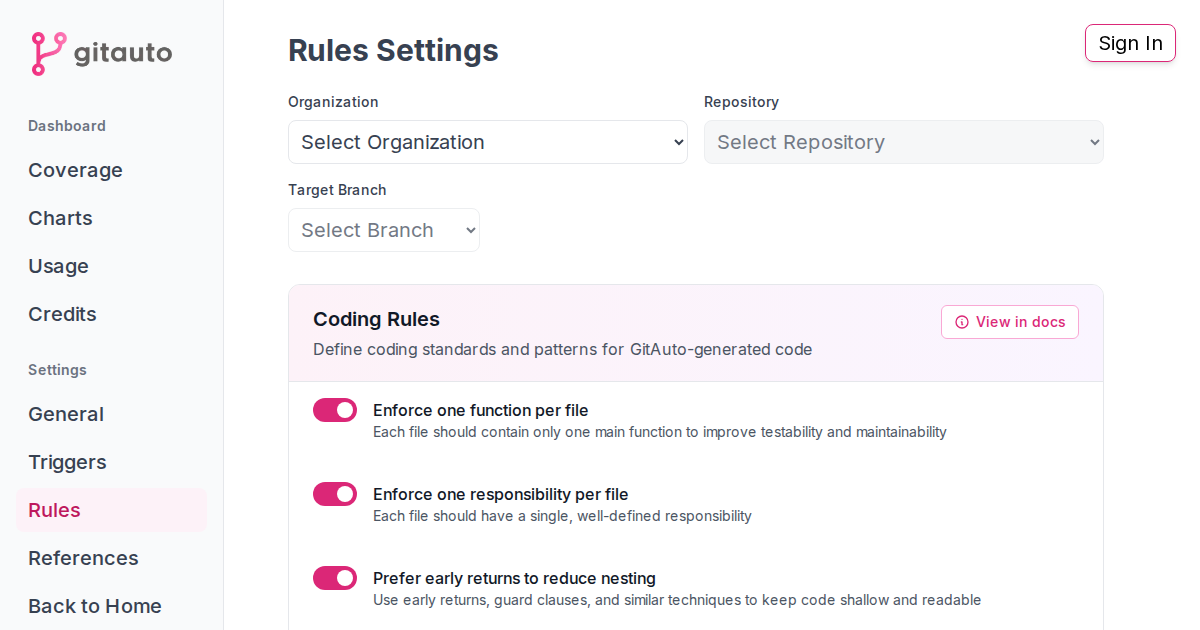 gitauto
Dashboard
Coverage
Charts
Usage
Credits
Settings
General
Triggers
Rules
References
Back to Home
Rules Settings
Sign In
Organization
Select Organization
Repository
Select Repository
Target Branch
Select Branch
Coding Rules
Define coding standards and patterns for GitAuto-generated code
View in docs
Enforce one function per file
Each file should contain only one main function to improve testability and maintainability
Enforce one responsibility per file
Each file should have a single, well-defined responsibility
Prefer early returns to reduce nesting
Use early returns, guard clauses, and similar techniques to keep code shallow and readable